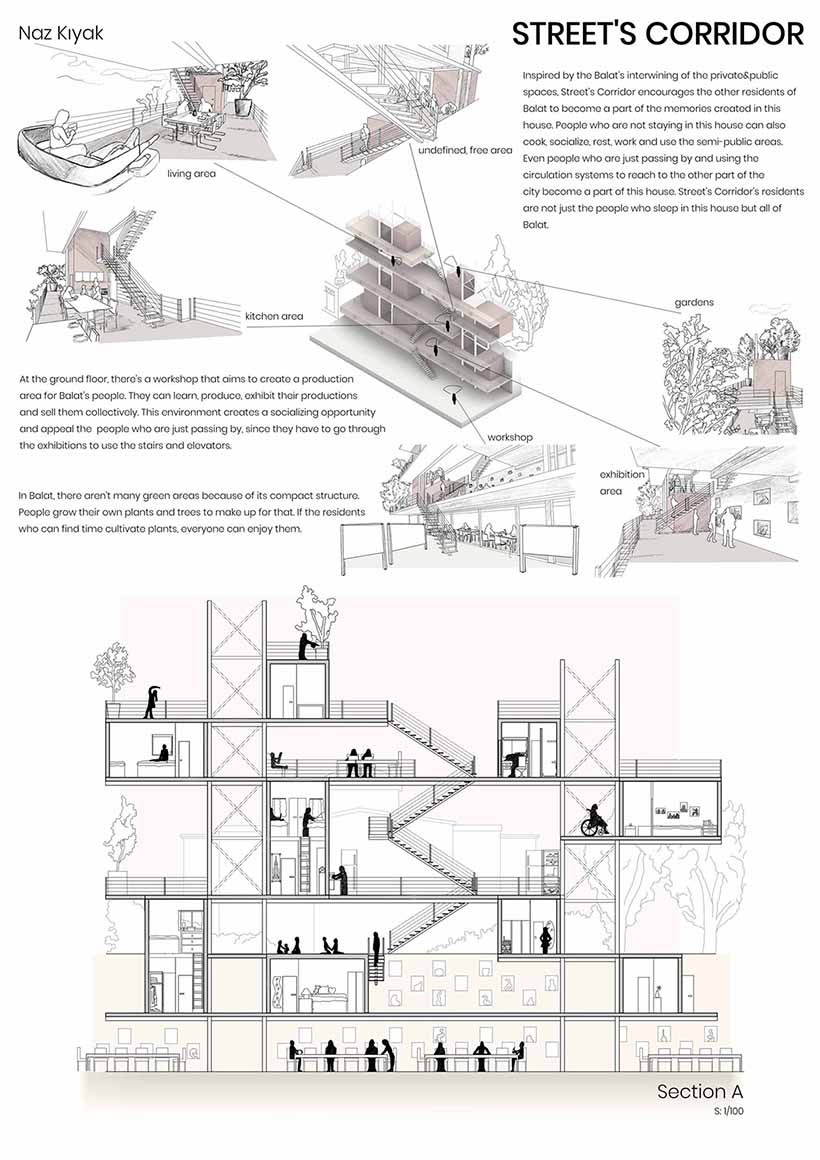 Naz Kıyak
STREET'S CORRIDOR
Inspired by the Balat's interwining of the private&public
spaces, Street's Corridor encourages the other residents of
Balat to become a part of the memories created in this
house. People who are not staying in this house can also
cook, socialize, rest, work and use the semi-public areas.
Even people who are just passing by and using the
circulation systems to reach to the other part of the
city become a part of this house. Street's Corridor's residents
are not just the people who sleep in this house but all of
Balat.
undefined, free area
living area
kitchen area
gardens
At the ground floor, there's a workshop that aims to create a production
area for Balat's people. They can learn, produce, exhibit their productions
and sell them collectively. This environment creates a socializing opportunity
and appeal the people who are just passing by, since they have to go through
the exhibitions to use the stairs and elevators.
workshop
exhibition
area
In Balat, there aren't many green areas because of its compact structure.
People grow their own plants and trees to make up for that. If the residents
who can find time cultivate plants, everyone can enjoy them.
Section A
S: 1/100